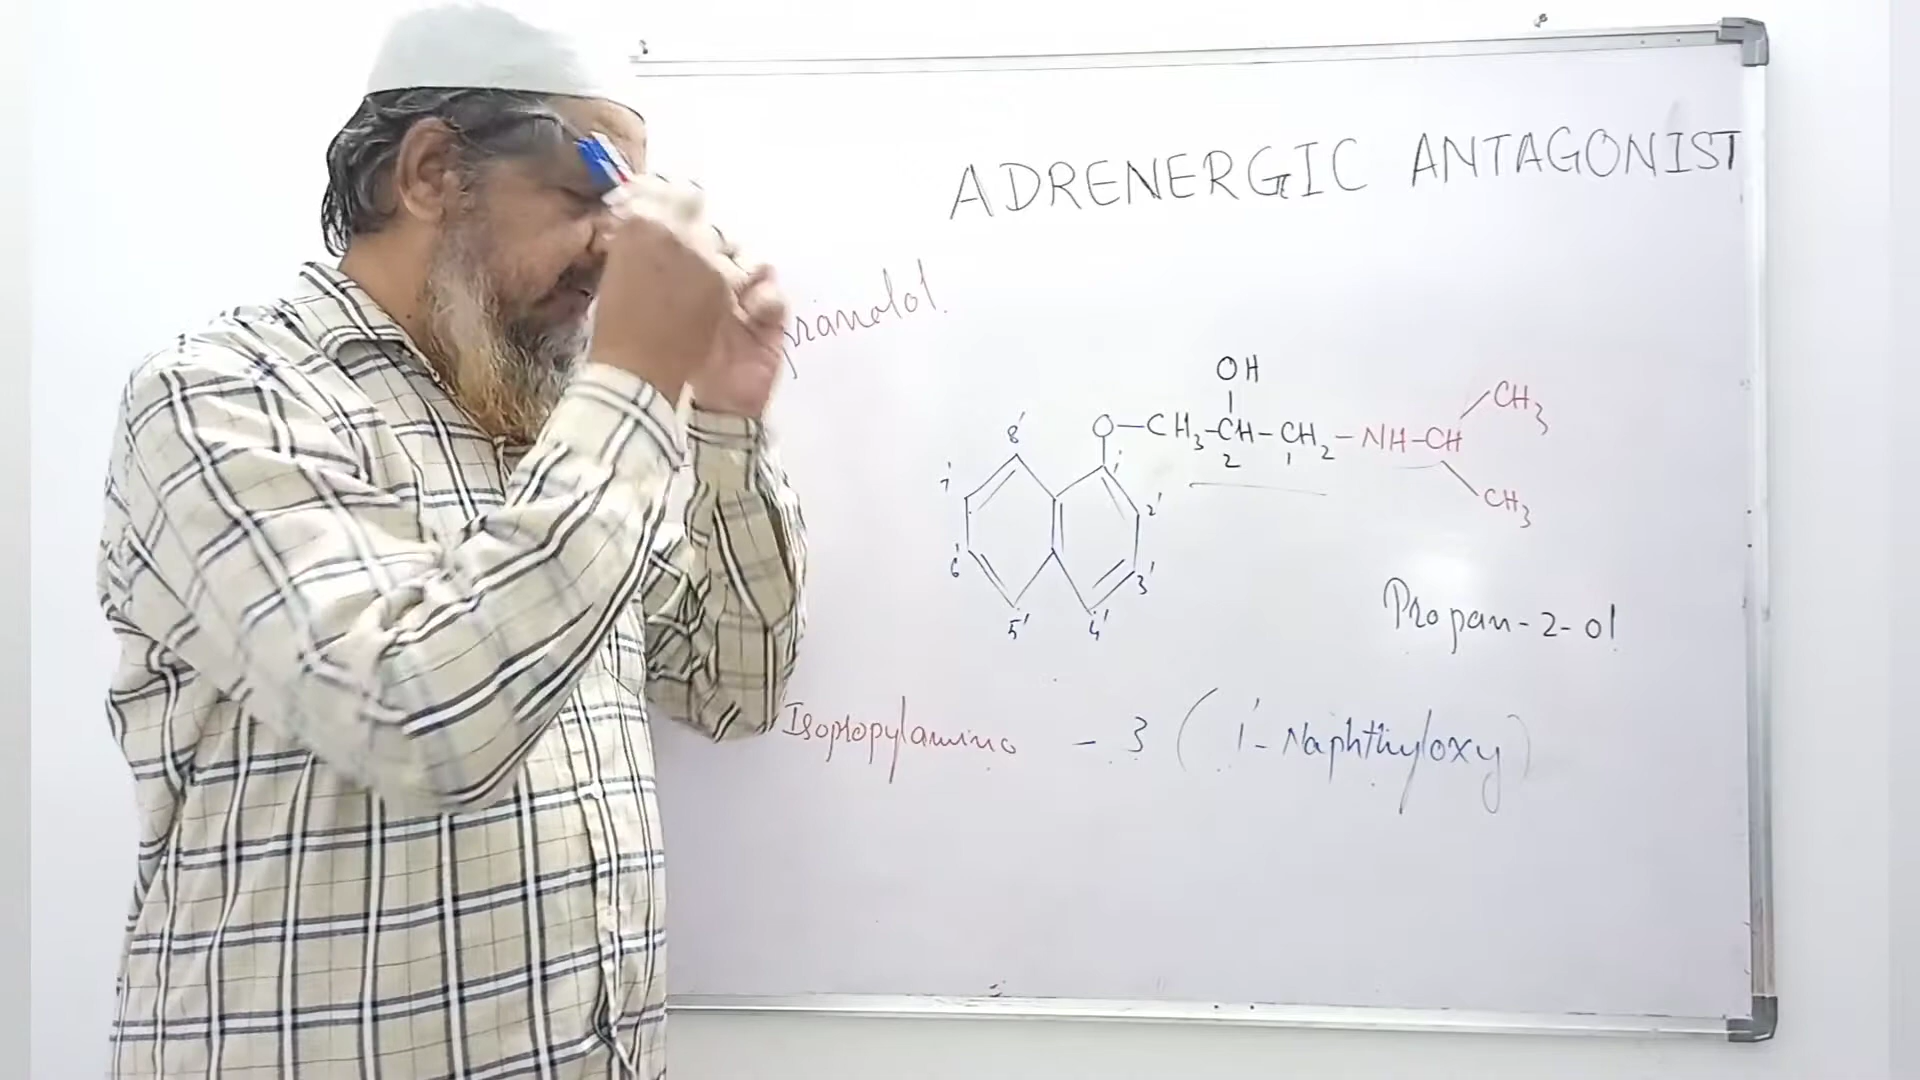 ADRENERGIC ANTAGONIST
pranolol.
OH
O-CH3-CH-CH2-NH-CH
CH3
CH3
2 1
8'
7'
6'
5'
4'
3'
2'
1'
Propan-2-ol
Isopropylamino - 3 ( 1'-Naphthyloxy)